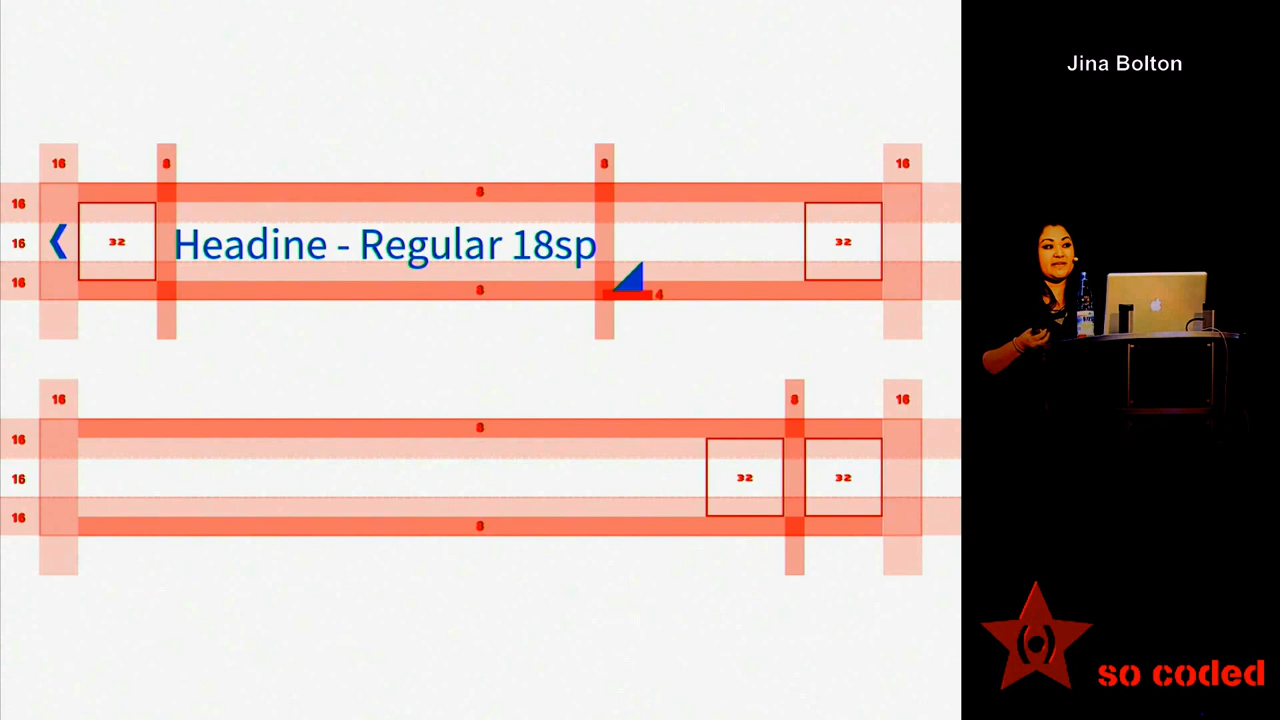 Jina Bolton
16 8 8 16
8
16
16 32 Headine - Regular 18sp 32
16
8 4
16 8 16
16 8
16 32 32
16
8
so coded